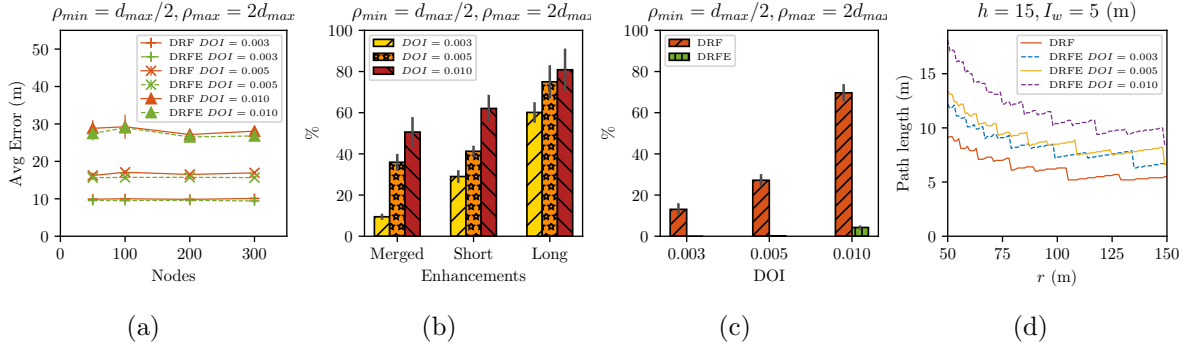 ρmin = dmax/2, ρmax = 2dmax
50
40
30
20
10
0
Avg Error (m)
DRF DOI = 0.003
DRFE DOI = 0.003
DRF DOI = 0.005
DRFE DOI = 0.005
DRF DOI = 0.010
DRFE DOI = 0.010
0 100 200 300
Nodes
(a)
ρmin = dmax/2, ρmax = 2dmax
100
80
60
40
20
0
%
DOI = 0.003
DOI = 0.005
DOI = 0.010
Merged Short Long
Enhancements
(b)
ρmin = dmax/2, ρmax = 2dmax
100
80
60
40
20
0
%
DRF
DRFE
0.003 0.005 0.010
DOI
(c)
h = 15, Iw = 5 (m)
15
10
5
Path length (m)
DRF
DRFE DOI = 0.003
DRFE DOI = 0.005
DRFE DOI = 0.010
50 75 100 125 150
r (m)
(d)